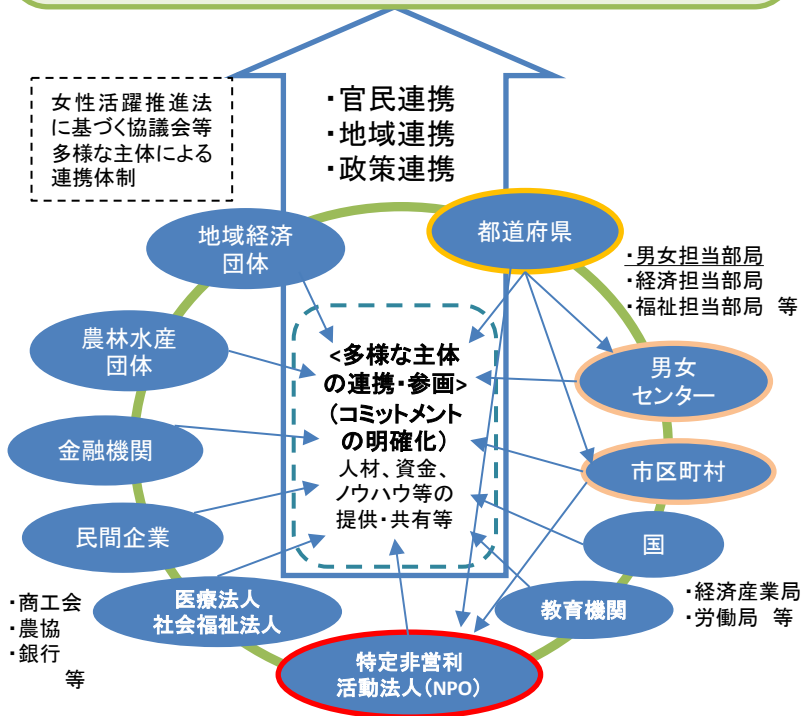 女性活躍推進法
に基づく協議会等
多様な主体による
連携体制
・官民連携
・地域連携
・政策連携
地域経済
団体
都道府県
・男女担当部局
・経済担当部局
・福祉担当部局 等
農林水産
団体
<多様な主体
の連携・参画>
(コミットメント
の明確化)
人材、資金、
ノウハウ等の
提供・共有等
男女
センター
金融機関
市区町村
民間企業
国
・経済産業局
・労働局 等
・商工会
・農協
・銀行
等
医療法人
社会福祉法人
教育機関
特定非営利
活動法人(NPO)